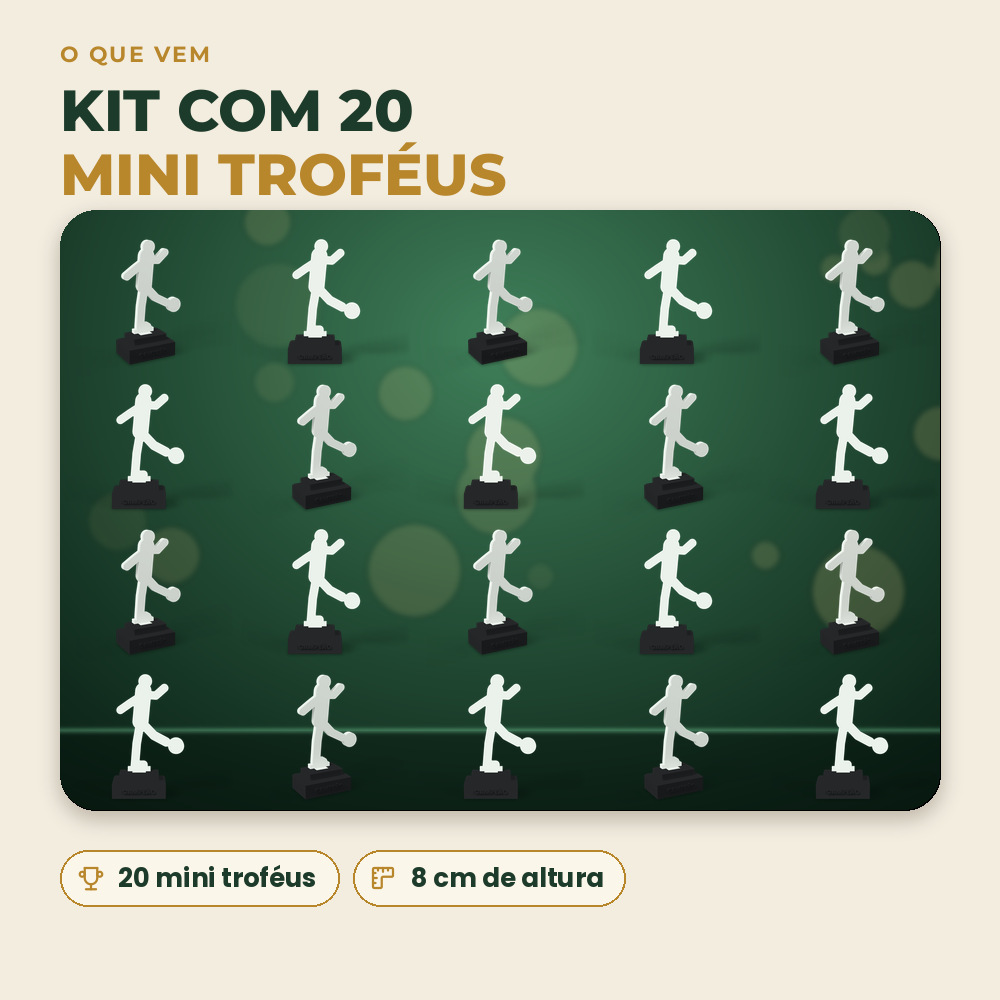 O QUE VEM
KIT COM 20
MINI TROFÉUS
20 mini troféus
8 cm de altura